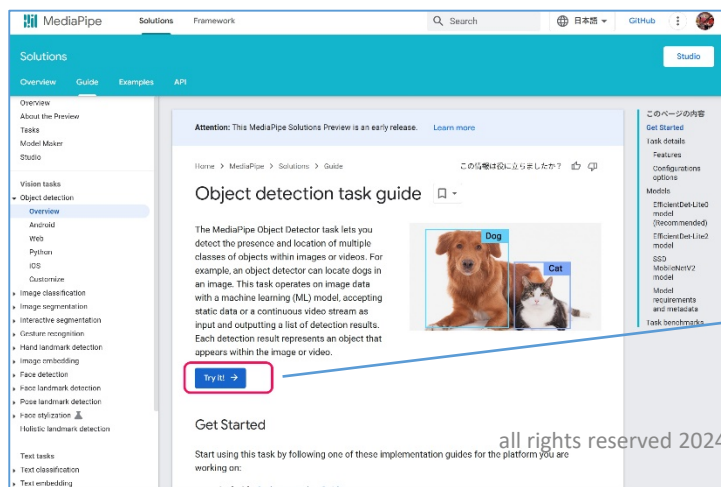 MediaPipe
Solutions
Framework
Search
日本語
GitHub
Solutions
Studio
Overview
Guide
Examples
API
Overview
About the Preview
Tasks
Model Maker
Studio
Vision tasks
Object detection
Overview
Android
Web
Python
iOS
Customize
Image classification
Image segmentation
Interactive segmentation
Gesture recognition
Hand landmark detection
Image embedding
Face detection
Face landmark detection
Pose landmark detection
Face stylization
Holistic landmark detection
Text tasks
Text classification
Text embedding
Attention: This MediaPipe Solutions Preview is an early release. Learn more
Home > MediaPipe > Solutions > Guide
この情報は役に立ちましたか？
Object detection task guide
The MediaPipe Object Detector task lets you
detect the presence and location of multiple
classes of objects within images or videos. For
example, an object detector can locate dogs in
an image. This task operates on image data
with a machine learning (ML) model, accepting
static data or a continuous video stream as
input and outputting a list of detection results.
Each detection result represents an object that
appears within the image or video.
Dog
Cat
Try it! →
Get Started
Start using this task by following one of these implementation guides for the platform you are
working on:
このページの内容
Get Started
Task details
Features
Configurations
options
Models
EfficientDet-Lite0
model
(Recommended)
EfficientDet-Lite2
model
SSD
MobileNetV2
model
Model
requirements
and metadata
Task benchmarks
all rights reserved 2024